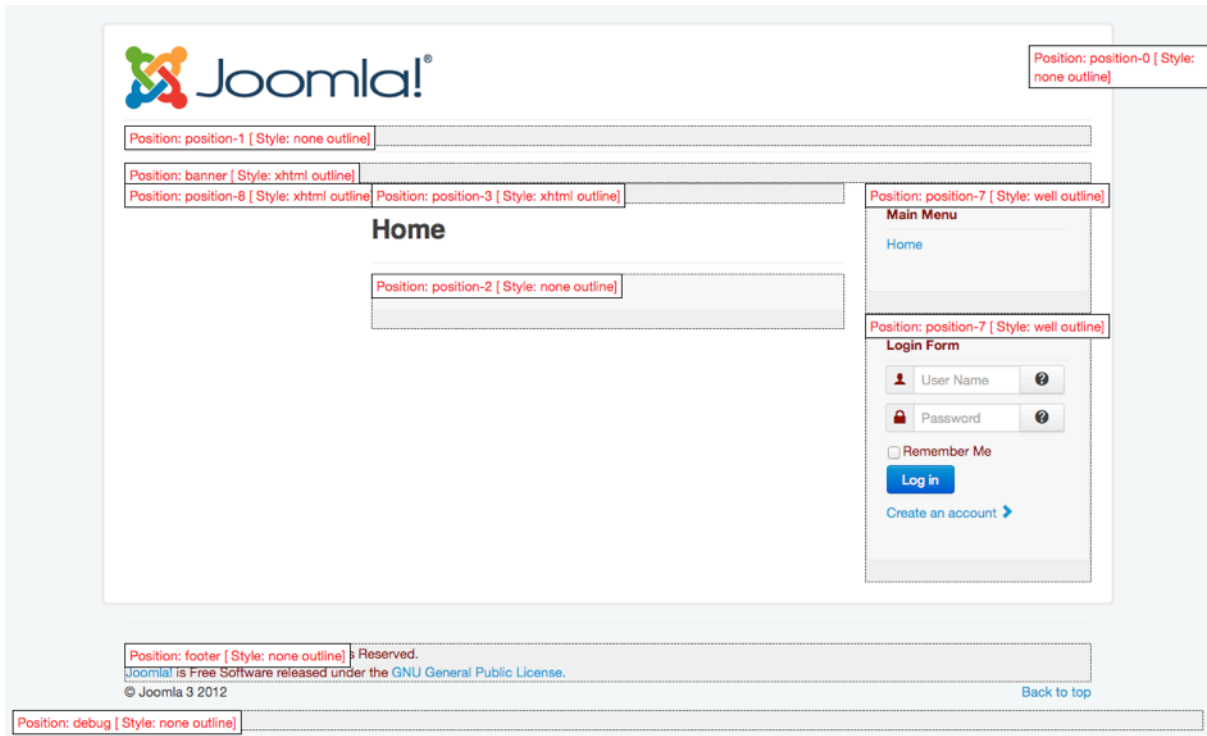 Joomla!®
Position: position-0 [ Style:
none outline]
Position: position-1 [ Style: none outline]
Position: banner [ Style: xhtml outline]
Position: position-8 [ Style: xhtml outline
Position: position-3 [ Style: xhtml outline]
Position: position-7 [ Style: well outline]
Main Menu
Home
Home
Position: position-2 [ Style: none outline]
Position: position-7 [ Style: well outline]
Login Form
User Name
Password
Remember Me
Log in
Create an account
Position: footer [ Style: none outline]
s Reserved.
Joomla! is Free Software released under the GNU General Public License.
© Joomla 3 2012
Back to top
Position: debug [ Style: none outline]